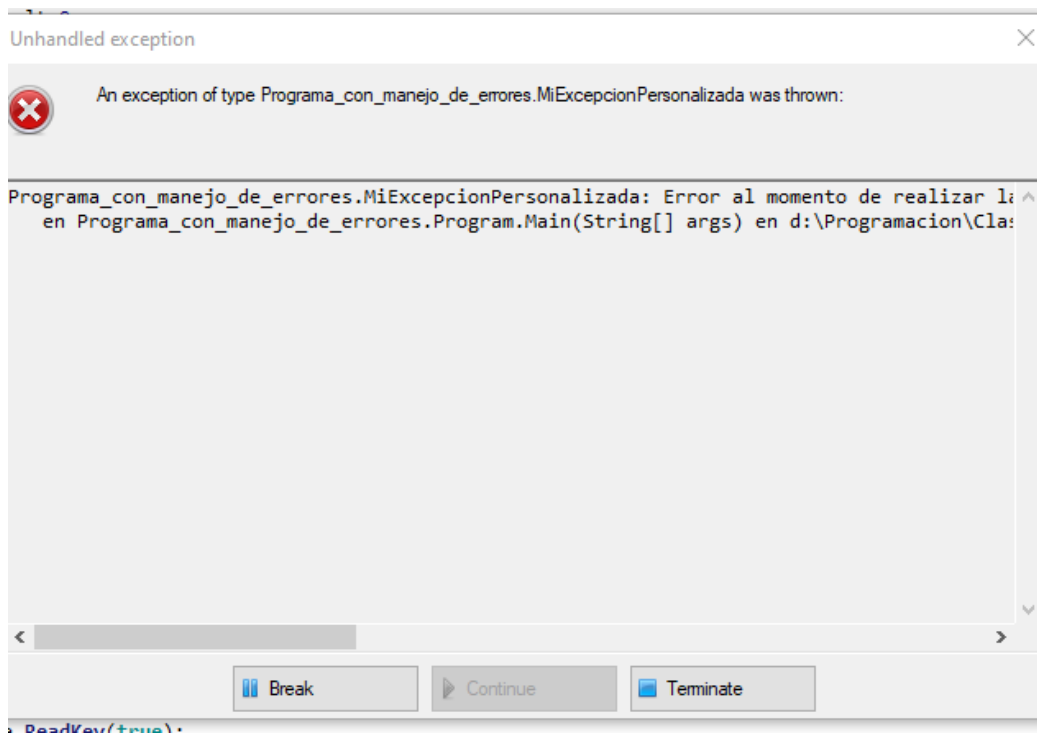 Unhandled exception
An exception of type Programa_con_manejo_de_errores.MiExcepcionPersonalizada was thrown:
Programa_con_manejo_de_errores.MiExcepcionPersonalizada: Error al momento de realizar
en Programa_con_manejo_de_errores.Program.Main(String[] args) en d:\Programacion\
Break
Continue
Terminate
ReadKey(true);